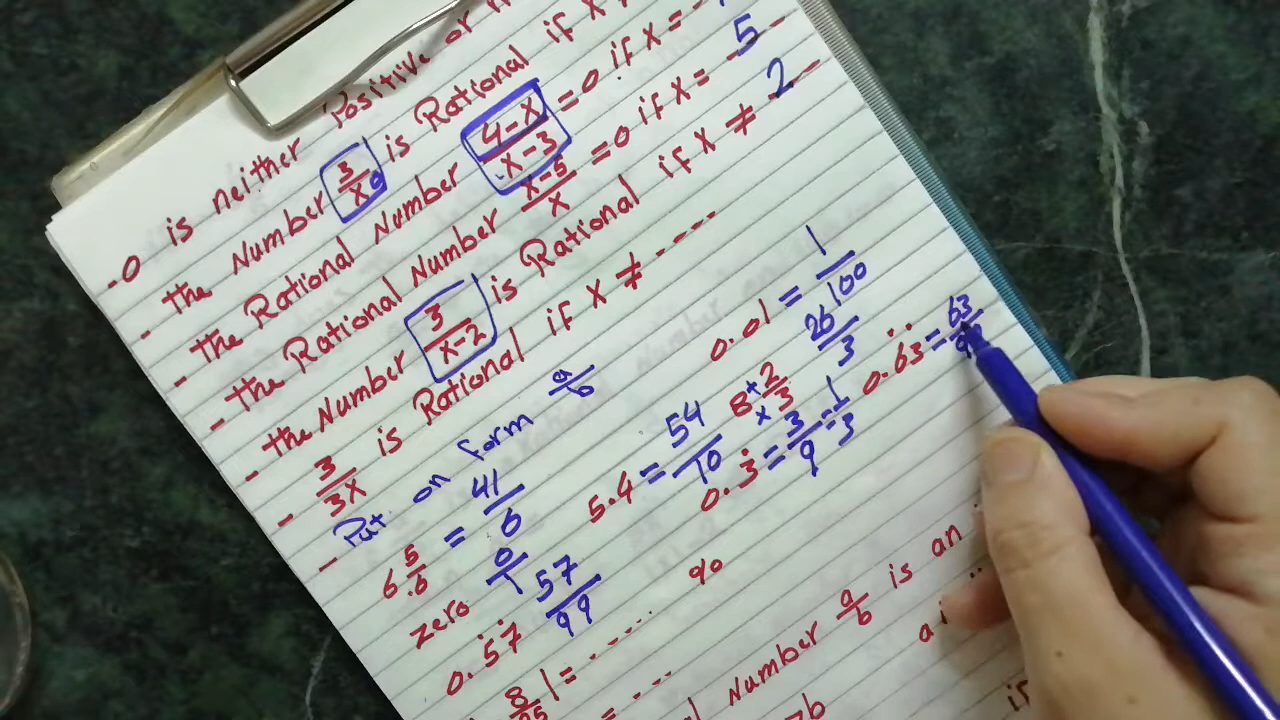 - 0 is neither Positive or
- the Number 3/x is Rational if X
- the Rational Number 4-x/x-3 = 0 if X =
- the Rational Number x-5/x = 0 if X = 5
- the Number 3/x-2 is Rational if X ≠ 2
- 3/3x is Rational if X ≠ ----
- Put on form a/b
6 5/6 = 41/6 5.4 = 54/10 8 + 2/3 × 26/3 0.01 = 1/100
zero 0/1 0.3̇ = 3/9 = 1/3 0.6̇3̇ = 63/99
0.5̇7̇ 57/99
= .... %
Number a/b is an